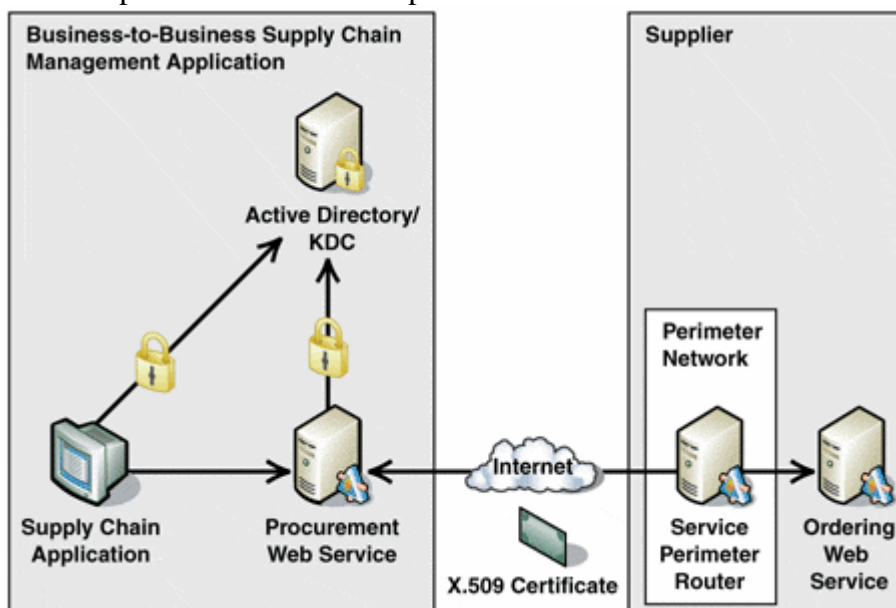 Business-to-Business Supply Chain
Management Application
Supplier
Active Directory/
KDC
Perimeter
Network
Internet
Supply Chain
Application
Procurement
Web Service
X.509 Certificate
Service
Perimeter
Router
Ordering
Web
Service